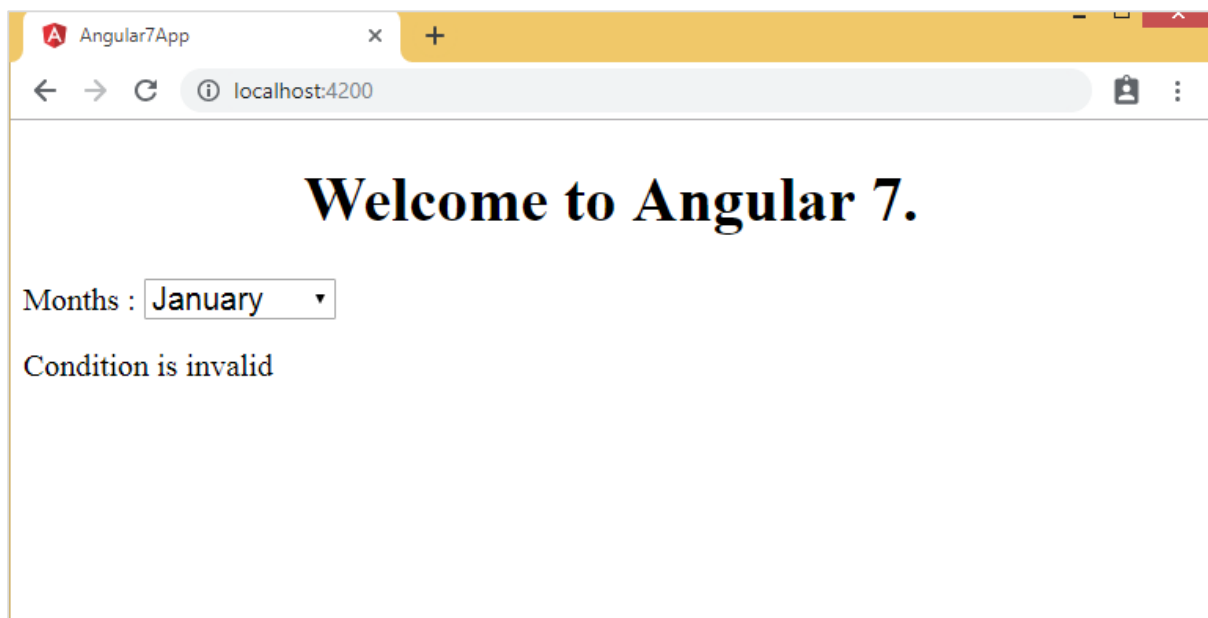 Angular7App
localhost:4200
Welcome to Angular 7.
Months : January
Condition is invalid